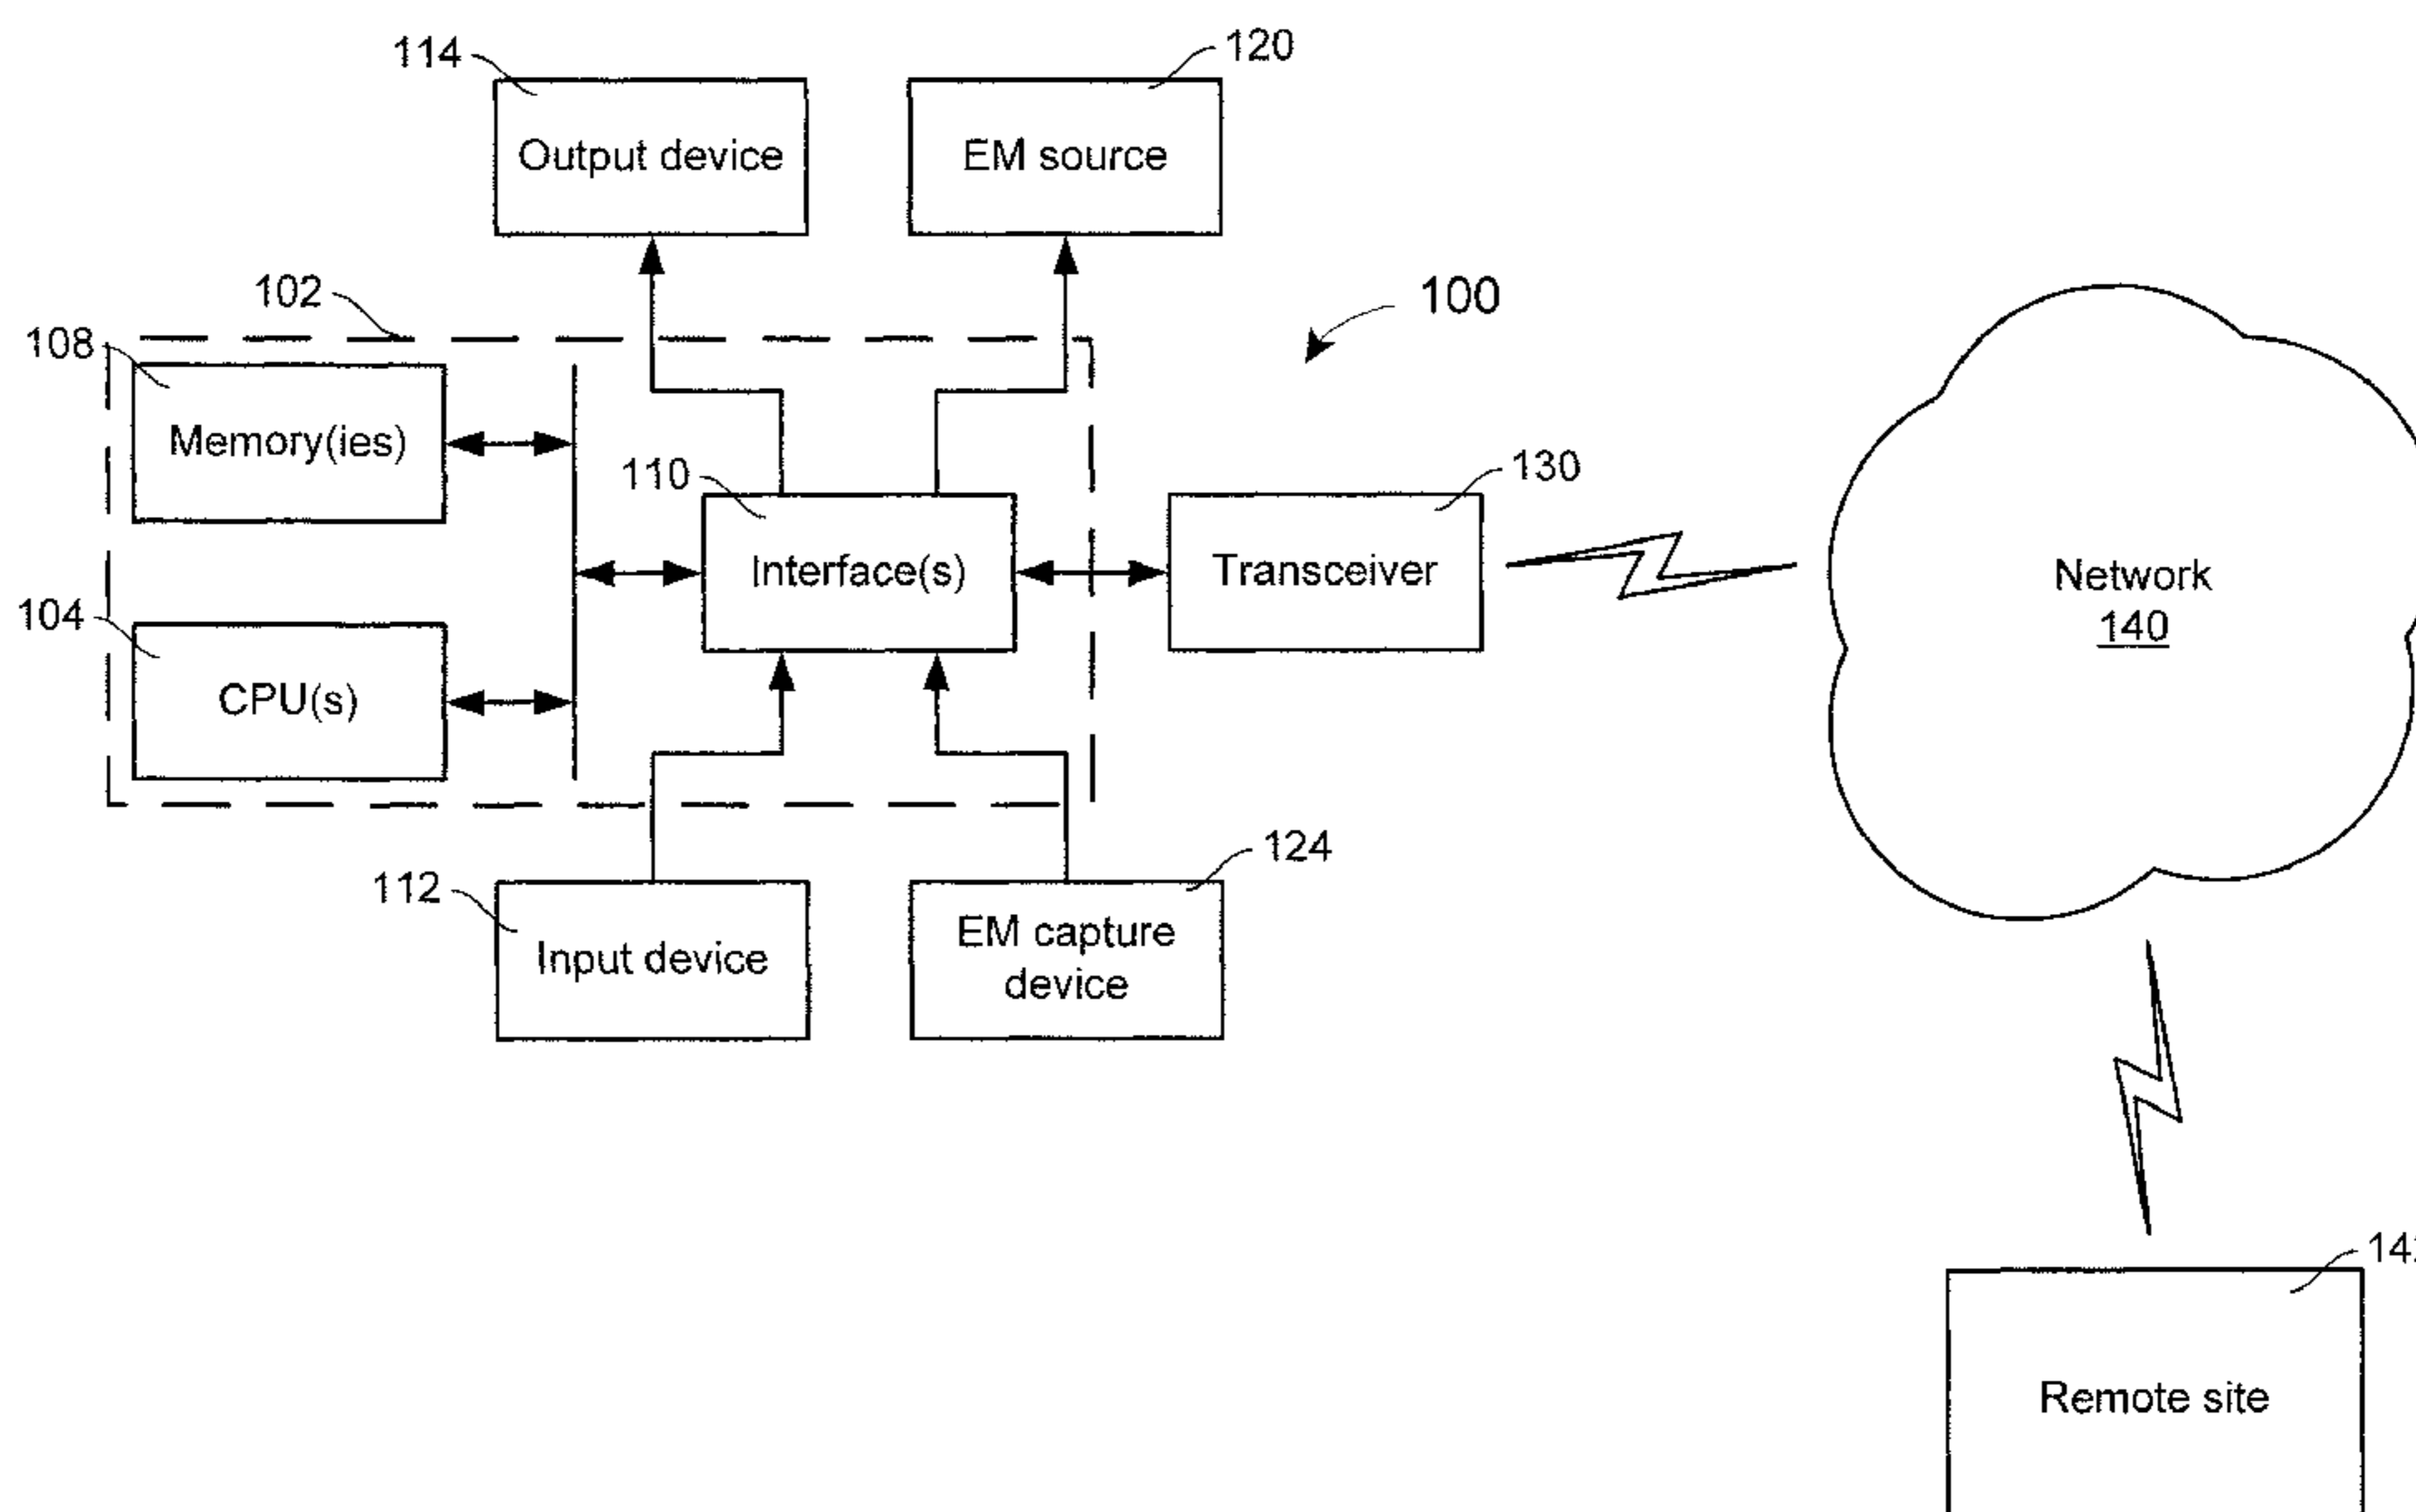 114
120
Output device
EM source
102
100
108
Memory(ies)
110
130
Interface(s)
Transceiver
Network
140
104
CPU(s)
112
124
Input device
EM capture
device
Remote site